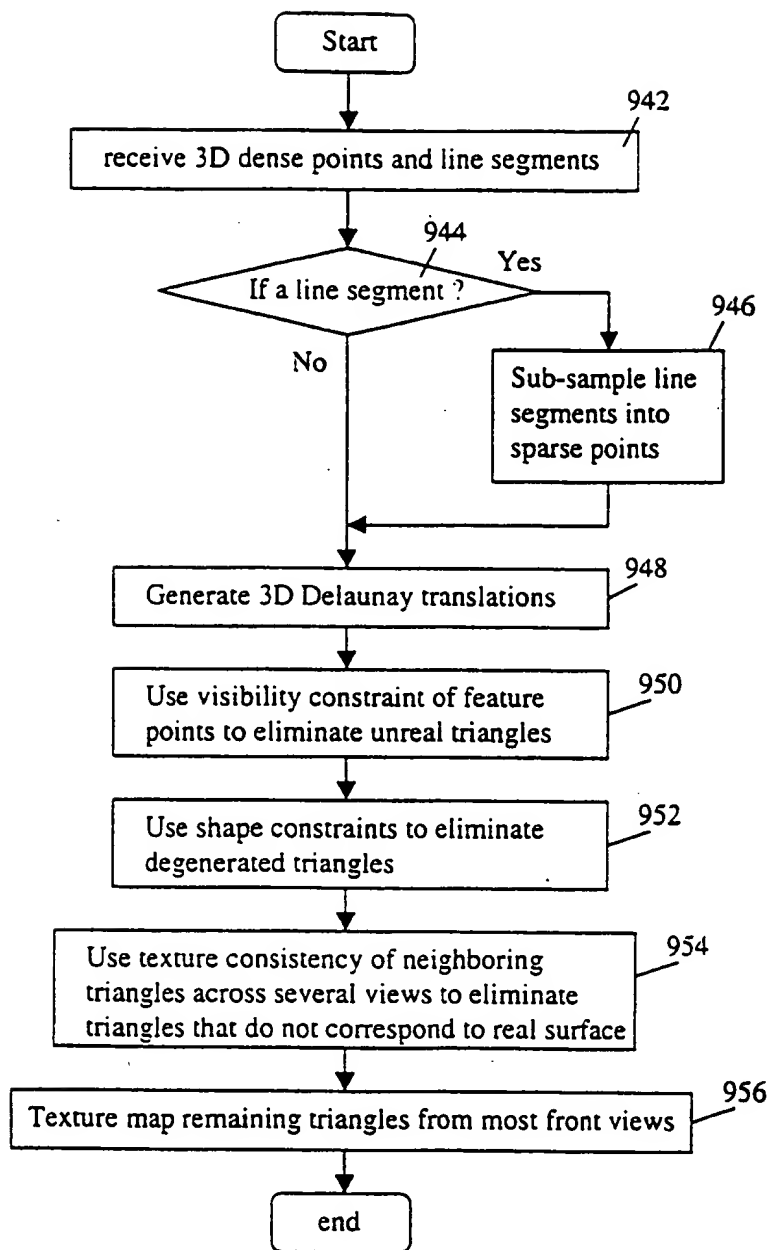 Start
942
receive 3D dense points and line segments
944
If a line segment ?
Yes
No
946
Sub-sample line
segments into
sparse points
948
Generate 3D Delaunay translations
950
Use visibility constraint of feature
points to eliminate unreal triangles
952
Use shape constraints to eliminate
degenerated triangles
954
Use texture consistency of neighboring
triangles across several views to eliminate
triangles that do not correspond to real surface
956
Texture map remaining triangles from most front views
end